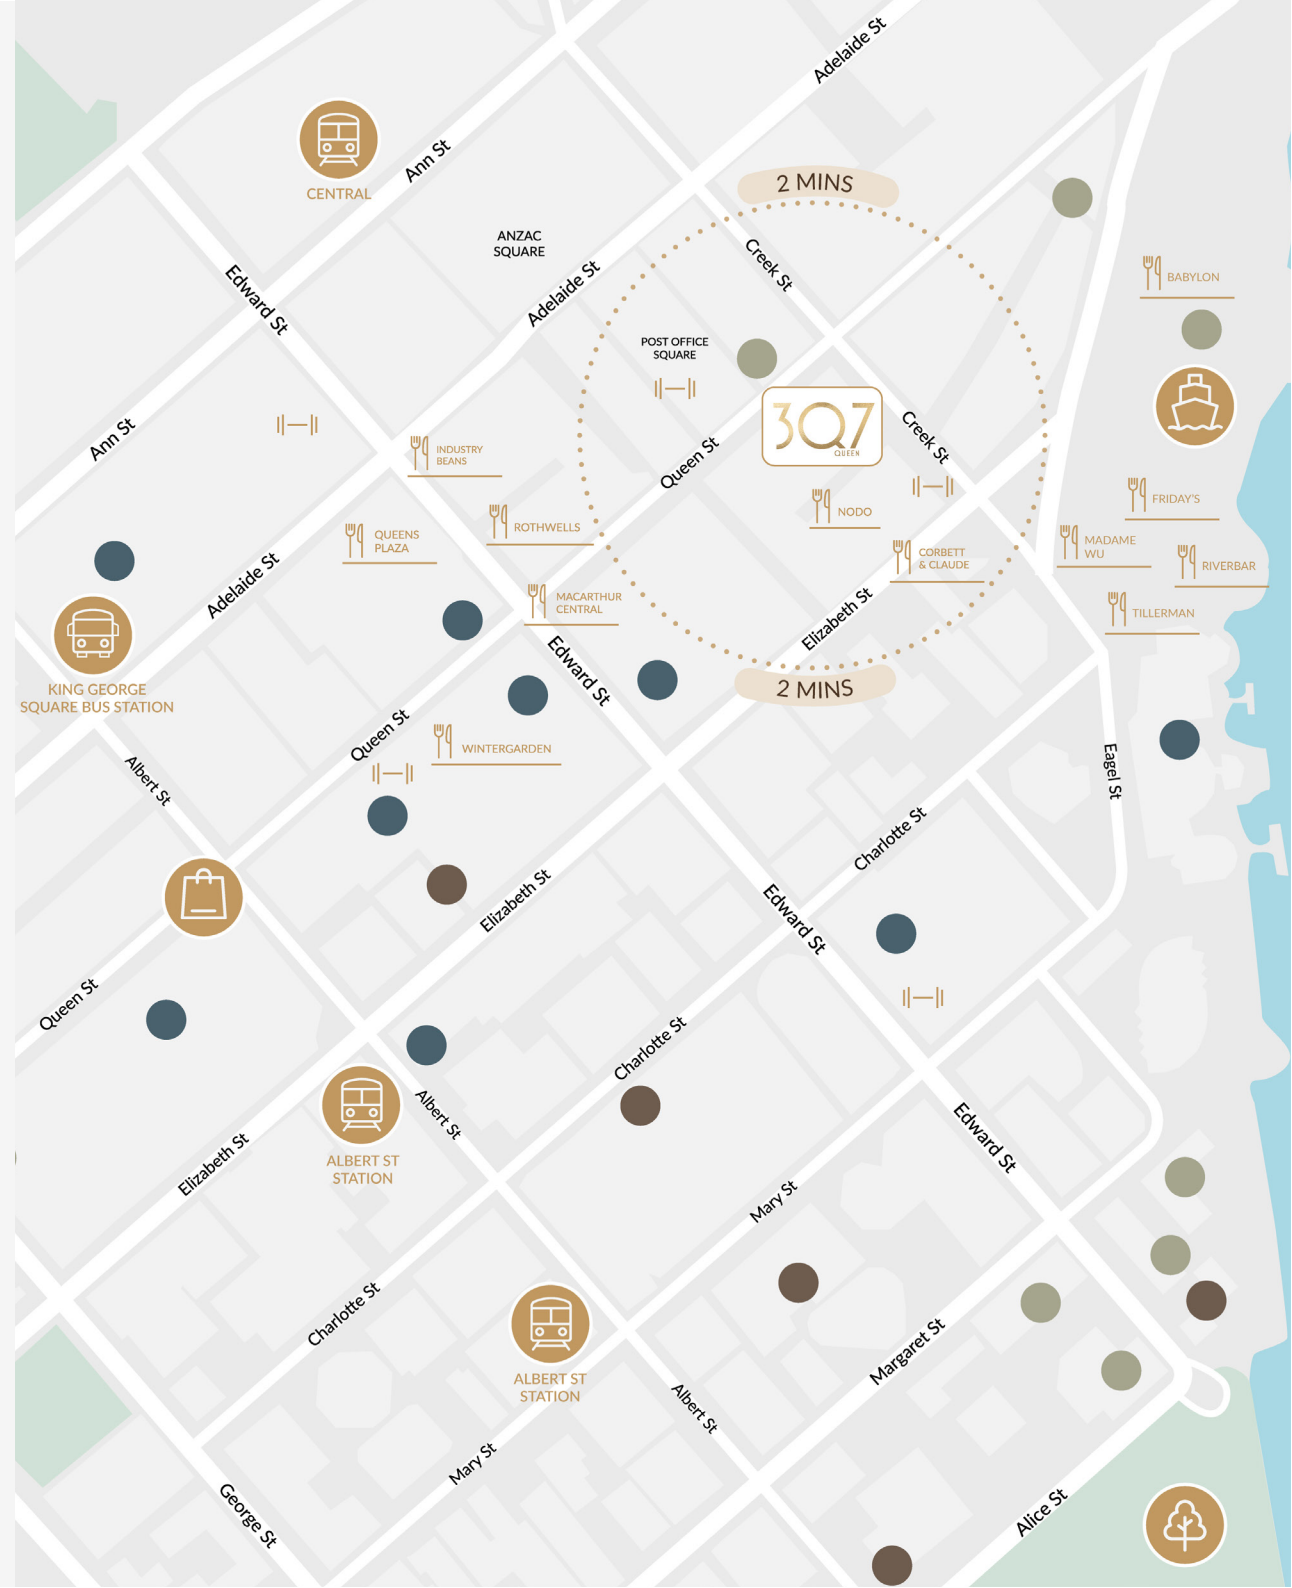 Adelaide St
CENTRAL
Ann St
2 MINS
ANZAC
SQUARE
Creek St
Adelaide St
Edward St
BABYLON
POST OFFICE
SQUARE
3Q7
QUEEN
Ann St
Creek St
INDUSTRY
BEANS
Queen St
FRIDAY'S
NODO
ROTHWELLS
QUEENS
PLAZA
MADAME
WU
CORBETT
& CLAUDE
RIVERBAR
Adelaide St
MACARTHUR
CENTRAL
TILLERMAN
Elizabeth St
Edward St
KING GEORGE
SQUARE BUS STATION
2 MINS
Queen St
WINTERGARDEN
Albert St
Eagel St
Charlotte St
Elizabeth St
Edward St
Queen St
Charlotte St
Albert St
Edward St
Elizabeth St
ALBERT ST
STATION
Mary St
Charlotte St
Margaret St
ALBERT ST
STATION
Albert St
Mary St
George St
Alice St